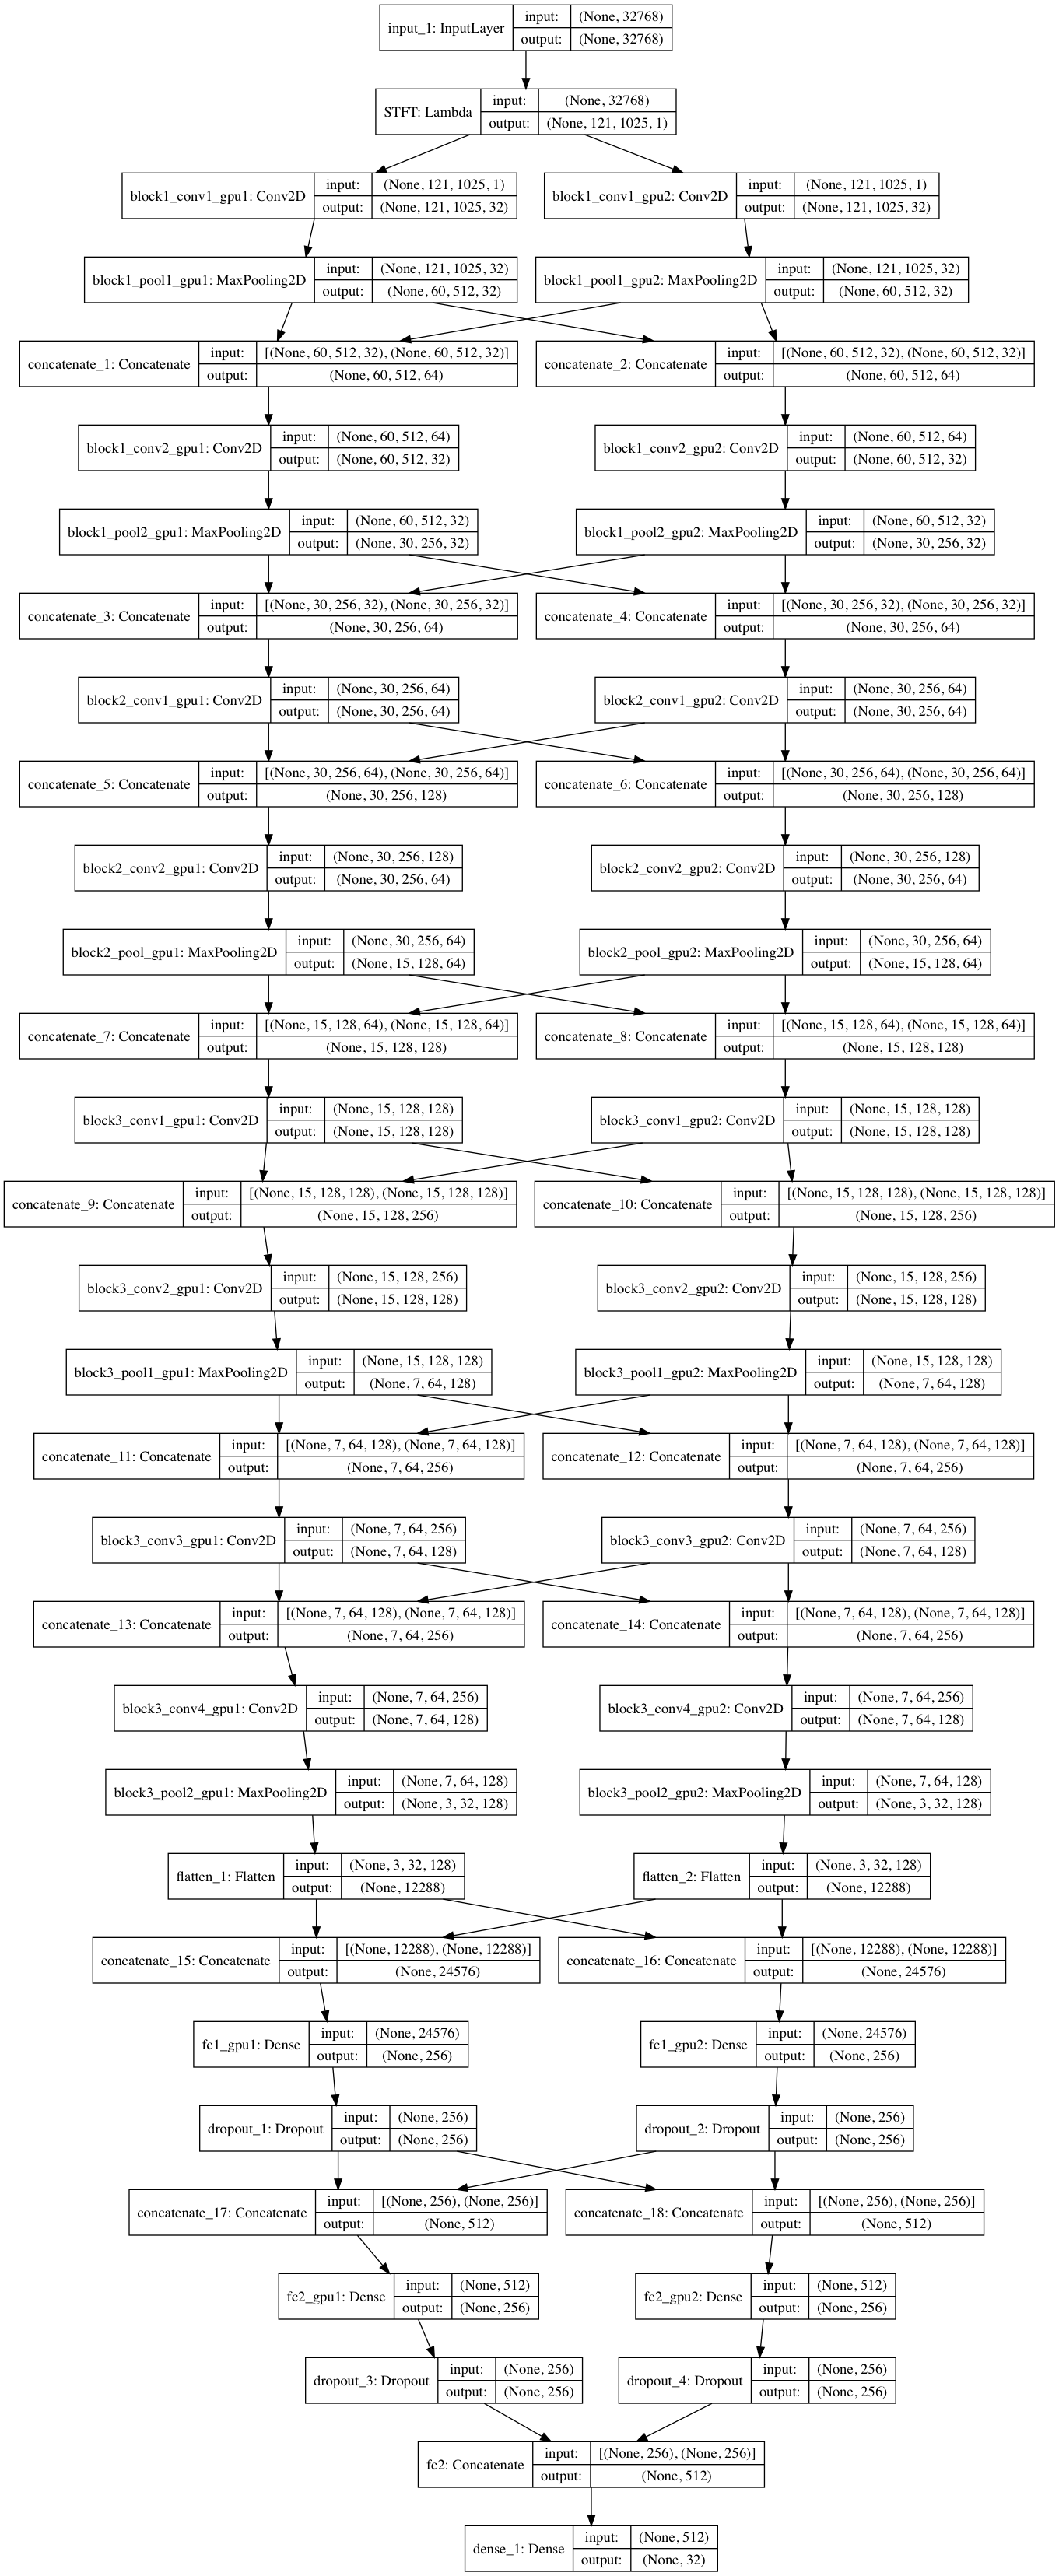 input_1: InputLayer input: (None, 32768)
output: (None, 32768)
STFT: Lambda input: (None, 32768)
output: (None, 121, 1025, 1)
block1_conv1_gpu1: Conv2D input: (None, 121, 1025, 1)
output: (None, 121, 1025, 32)
block1_conv1_gpu2: Conv2D input: (None, 121, 1025, 1)
output: (None, 121, 1025, 32)
block1_pool1_gpu1: MaxPooling2D input: (None, 121, 1025, 32)
output: (None, 60, 512, 32)
block1_pool1_gpu2: MaxPooling2D input: (None, 121, 1025, 32)
output: (None, 60, 512, 32)
concatenate_1: Concatenate input: [(None, 60, 512, 32), (None, 60, 512, 32)]
output: (None, 60, 512, 64)
concatenate_2: Concatenate input: [(None, 60, 512, 32), (None, 60, 512, 32)]
output: (None, 60, 512, 64)
block1_conv2_gpu1: Conv2D input: (None, 60, 512, 64)
output: (None, 60, 512, 32)
block1_conv2_gpu2: Conv2D input: (None, 60, 512, 64)
output: (None, 60, 512, 32)
block1_pool2_gpu1: MaxPooling2D input: (None, 60, 512, 32)
output: (None, 30, 256, 32)
block1_pool2_gpu2: MaxPooling2D input: (None, 60, 512, 32)
output: (None, 30, 256, 32)
concatenate_3: Concatenate input: [(None, 30, 256, 32), (None, 30, 256, 32)]
output: (None, 30, 256, 64)
concatenate_4: Concatenate input: [(None, 30, 256, 32), (None, 30, 256, 32)]
output: (None, 30, 256, 64)
block2_conv1_gpu1: Conv2D input: (None, 30, 256, 64)
output: (None, 30, 256, 64)
block2_conv1_gpu2: Conv2D input: (None, 30, 256, 64)
output: (None, 30, 256, 64)
concatenate_5: Concatenate input: [(None, 30, 256, 64), (None, 30, 256, 64)]
output: (None, 30, 256, 128)
concatenate_6: Concatenate input: [(None, 30, 256, 64), (None, 30, 256, 64)]
output: (None, 30, 256, 128)
block2_conv2_gpu1: Conv2D input: (None, 30, 256, 128)
output: (None, 30, 256, 64)
block2_conv2_gpu2: Conv2D input: (None, 30, 256, 128)
output: (None, 30, 256, 64)
block2_pool_gpu1: MaxPooling2D input: (None, 30, 256, 64)
output: (None, 15, 128, 64)
block2_pool_gpu2: MaxPooling2D input: (None, 30, 256, 64)
output: (None, 15, 128, 64)
concatenate_7: Concatenate input: [(None, 15, 128, 64), (None, 15, 128, 64)]
output: (None, 15, 128, 128)
concatenate_8: Concatenate input: [(None, 15, 128, 64), (None, 15, 128, 64)]
output: (None, 15, 128, 128)
block3_conv1_gpu1: Conv2D input: (None, 15, 128, 128)
output: (None, 15, 128, 128)
block3_conv1_gpu2: Conv2D input: (None, 15, 128, 128)
output: (None, 15, 128, 128)
concatenate_9: Concatenate input: [(None, 15, 128, 128), (None, 15, 128, 128)]
output: (None, 15, 128, 256)
concatenate_10: Concatenate input: [(None, 15, 128, 128), (None, 15, 128, 128)]
output: (None, 15, 128, 256)
block3_conv2_gpu1: Conv2D input: (None, 15, 128, 256)
output: (None, 15, 128, 128)
block3_conv2_gpu2: Conv2D input: (None, 15, 128, 256)
output: (None, 15, 128, 128)
block3_pool1_gpu1: MaxPooling2D input: (None, 15, 128, 128)
output: (None, 7, 64, 128)
block3_pool1_gpu2: MaxPooling2D input: (None, 15, 128, 128)
output: (None, 7, 64, 128)
concatenate_11: Concatenate input: [(None, 7, 64, 128), (None, 7, 64, 128)]
output: (None, 7, 64, 256)
concatenate_12: Concatenate input: [(None, 7, 64, 128), (None, 7, 64, 128)]
output: (None, 7, 64, 256)
block3_conv3_gpu1: Conv2D input: (None, 7, 64, 256)
output: (None, 7, 64, 128)
block3_conv3_gpu2: Conv2D input: (None, 7, 64, 256)
output: (None, 7, 64, 128)
concatenate_13: Concatenate input: [(None, 7, 64, 128), (None, 7, 64, 128)]
output: (None, 7, 64, 256)
concatenate_14: Concatenate input: [(None, 7, 64, 128), (None, 7, 64, 128)]
output: (None, 7, 64, 256)
block3_conv4_gpu1: Conv2D input: (None, 7, 64, 256)
output: (None, 7, 64, 128)
block3_conv4_gpu2: Conv2D input: (None, 7, 64, 256)
output: (None, 7, 64, 128)
block3_pool2_gpu1: MaxPooling2D input: (None, 7, 64, 128)
output: (None, 3, 32, 128)
block3_pool2_gpu2: MaxPooling2D input: (None, 7, 64, 128)
output: (None, 3, 32, 128)
flatten_1: Flatten input: (None, 3, 32, 128)
output: (None, 12288)
flatten_2: Flatten input: (None, 3, 32, 128)
output: (None, 12288)
concatenate_15: Concatenate input: [(None, 12288), (None, 12288)]
output: (None, 24576)
concatenate_16: Concatenate input: [(None, 12288), (None, 12288)]
output: (None, 24576)
fc1_gpu1: Dense input: (None, 24576)
output: (None, 256)
fc1_gpu2: Dense input: (None, 24576)
output: (None, 256)
dropout_1: Dropout input: (None, 256)
output: (None, 256)
dropout_2: Dropout input: (None, 256)
output: (None, 256)
concatenate_17: Concatenate input: [(None, 256), (None, 256)]
output: (None, 512)
concatenate_18: Concatenate input: [(None, 256), (None, 256)]
output: (None, 512)
fc2_gpu1: Dense input: (None, 512)
output: (None, 256)
fc2_gpu2: Dense input: (None, 512)
output: (None, 256)
dropout_3: Dropout input: (None, 256)
output: (None, 256)
dropout_4: Dropout input: (None, 256)
output: (None, 256)
fc2: Concatenate input: [(None, 256), (None, 256)]
output: (None, 512)
dense_1: Dense input: (None, 512)
output: (None, 32)